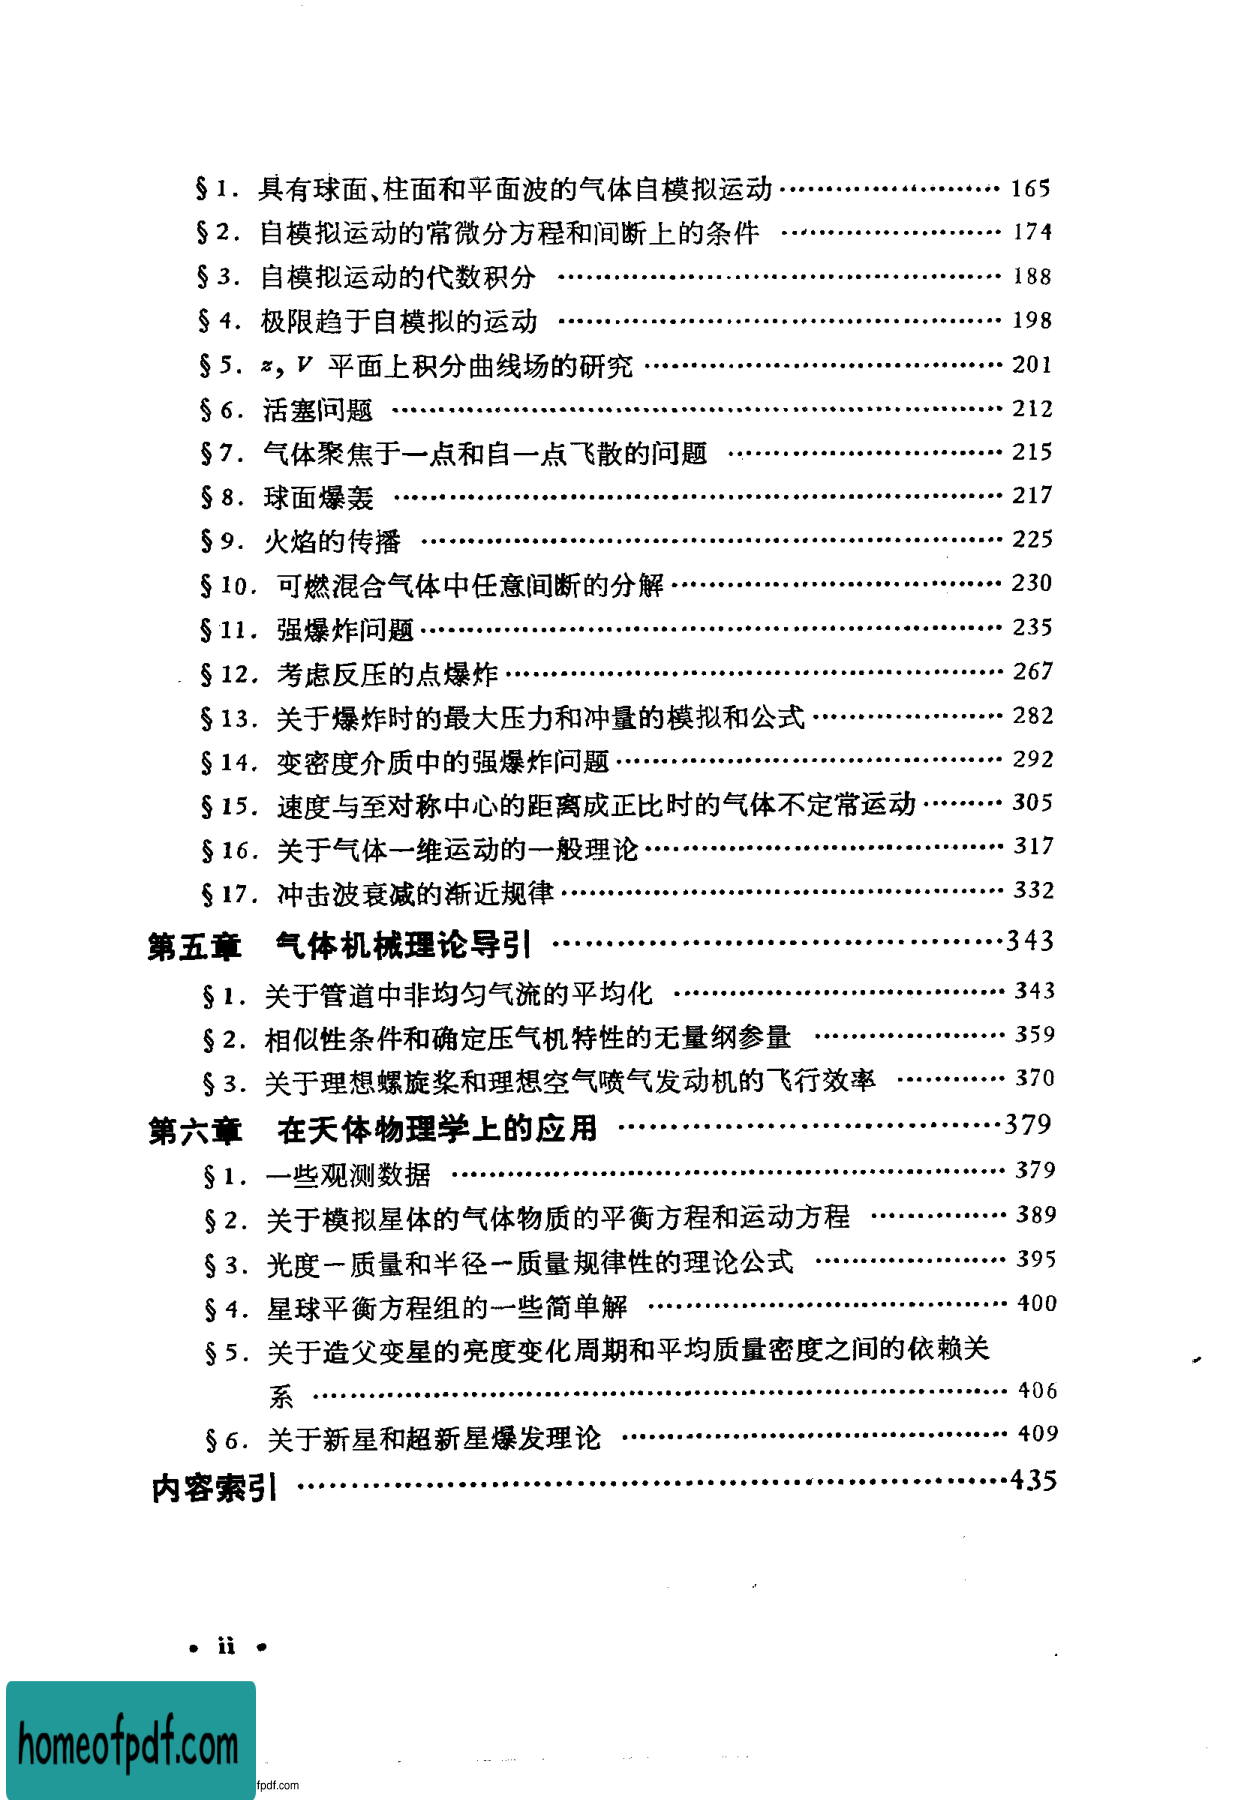 §1. 具有球面、柱面和平面波的气体自模拟运动 ························ 165
§2. 自模拟运动的常微分方程和间断上的条件 ························ 174
§3. 自模拟运动的代数积分 ················································ 188
§4. 极限趋于自模拟的运动 ················································ 198
§5. z, V 平面上积分曲线场的研究 ······································· 201
§6. 活塞问题 ·································································· 212
§7. 气体聚焦于一点和自一点飞散的问题 ······························ 215
§8. 球面爆轰 ·································································· 217
§9. 火焰的传播 ······························································· 225
§10. 可燃混合气体中任意间断的分解 ···································· 230
§11. 强爆炸问题 ······························································· 235
§12. 考虑反压的点爆炸 ······················································ 267
§13. 关于爆炸时的最大压力和冲量的模拟和公式 ····················· 282
§14. 变密度介质中的强爆炸问题 ·········································· 292
§15. 速度与至对称中心的距离成正比时的气体不定常运动 ········· 305
§16. 关于气体一维运动的一般理论 ······································· 317
§17. 冲击波衰减的渐近规律 ················································ 332
第五章 气体机械理论导引 ·············································343
§1. 关于管道中非均匀气流的平均化 ···································· 343
§2. 相似性条件和确定压气机特性的无量纲参量 ····················· 359
§3. 关于理想螺旋桨和理想空气喷气发动机的飞行效率 ············ 370
第六章 在天体物理学上的应用 ·······································379
§1. 一些观测数据 ···························································· 379
§2. 关于模拟星体的气体物质的平衡方程和运动方程 ··············· 389
§3. 光度—质量和半径—质量规律性的理论公式 ····················· 395
§4. 星球平衡方程组的一些简单解 ······································· 400
§5. 关于造父变星的亮度变化周期和平均质量密度之间的依赖关
系 ··········································································· 406
§6. 关于新星和超新星爆发理论 ·········································· 409
内容索引 ·····································································435
• ii •
homeofpdf.com
fpdf.com